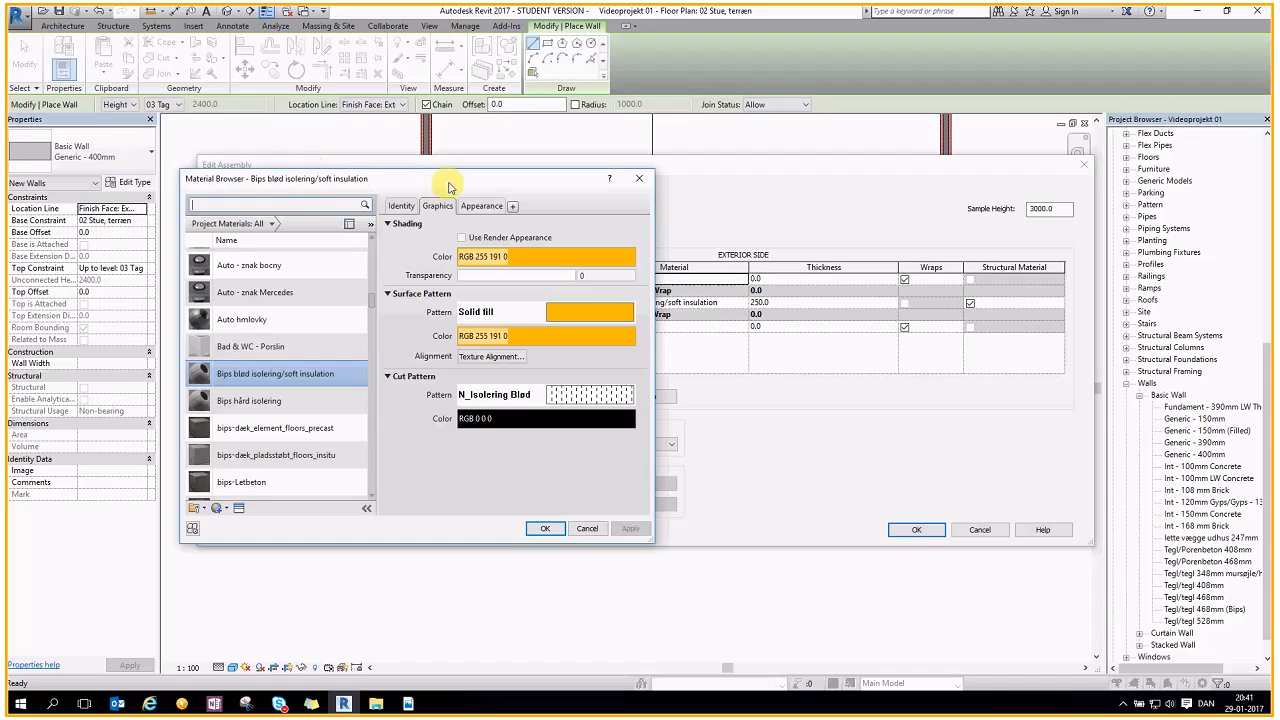 Autodesk Revit 2017 - STUDENT VERSION - Videoprojekt 01 - Floor Plan: 02 Stue, terræn
Type a keyword or phrase
Sign In
Architecture Structure Systems Insert Annotate Analyze Massing & Site Collaborate View Manage Add-Ins Modify | Place Wall
Modify Paste Cope Cut Join
Select Properties Clipboard Geometry Modify View Measure Create Draw
Modify | Place Wall Height 03 Tag 2400.0 Location Line: Finish Face: Ext Chain Offset: 0.0 Radius: 1000.0 Join Status: Allow
Properties
Basic Wall
Generic - 400mm
New Walls Edit Type
Constraints
Location Line Finish Face: Ex...
Base Constraint 02 Stue, terræn
Base Offset 0.0
Base is Attached
Base Extension D...
Top Constraint Up to level: 03 Tag
Unconnected He... 2400.0
Top Offset 0.0
Top is Attached
Top Extension Di...
Room Bounding
Related to Mass
Construction
Wall Width
Structural
Structural
Enable Analytica...
Structural Usage Non-bearing
Dimensions
Area
Volume
Identity Data
Image
Comments
Mark
Properties help Apply
Edit Assembly
Sample Height: 3000.0
EXTERIOR SIDE
Material Thickness Wraps Structural Material
0.0
Wrap 0.0
ng/soft insulation 250.0
Wrap 0.0
0.0
OK Cancel Help
Material Browser - Bips blød isolering/soft insulation
Project Materials: All
Name
Auto - znak bocny
Auto - znak Mercedes
Auto hmlovky
Bad & WC - Porslin
Bips blød isolering/soft insulation
Bips hård isolering
bips-dæk_element_floors_precast
bips-dæk_pladsstøbt_floors_insitu
bips-Letbeton
Identity Graphics Appearance
Shading
Use Render Appearance
Color RGB 255 191 0
Transparency 0
Surface Pattern
Pattern Solid fill
Color RGB 255 191 0
Alignment Texture Alignment...
Cut Pattern
Pattern N_Isolering Blød
Color RGB 0 0 0
OK Cancel Apply
Project Browser - Videoprojekt 01
Flex Ducts
Flex Pipes
Floors
Furniture
Generic Models
Parking
Pattern
Pipes
Piping Systems
Planting
Plumbing Fixtures
Profiles
Railings
Ramps
Roofs
Site
Stairs
Structural Beam Systems
Structural Columns
Structural Foundations
Structural Framing
Walls
Basic Wall
Fundament - 390mm LW Th
Generic - 150mm
Generic - 150mm (Filled)
Generic - 390mm
Generic - 400mm
Int - 100mm Concrete
Int - 100mm LW Concrete
Int - 108 mm Brick
Int - 120mm Gyps/Gyps - 13
Int - 150mm Concrete
Int - 168 mm Brick
lette vægge udhus 247mm
Tegl/Porenbeton 408mm
Tegl/Porenbeton 468mm
Tegl/tegl 348mm mursøjle/h
Tegl/tegl 408mm
Tegl/tegl 468mm
Tegl/tegl 468mm (Bips)
Tegl/tegl 528mm
Curtain Wall
Stacked Wall
Windows
1 : 100
Ready
:0
Main Model
:0
DAN
20:41
29-01-2017